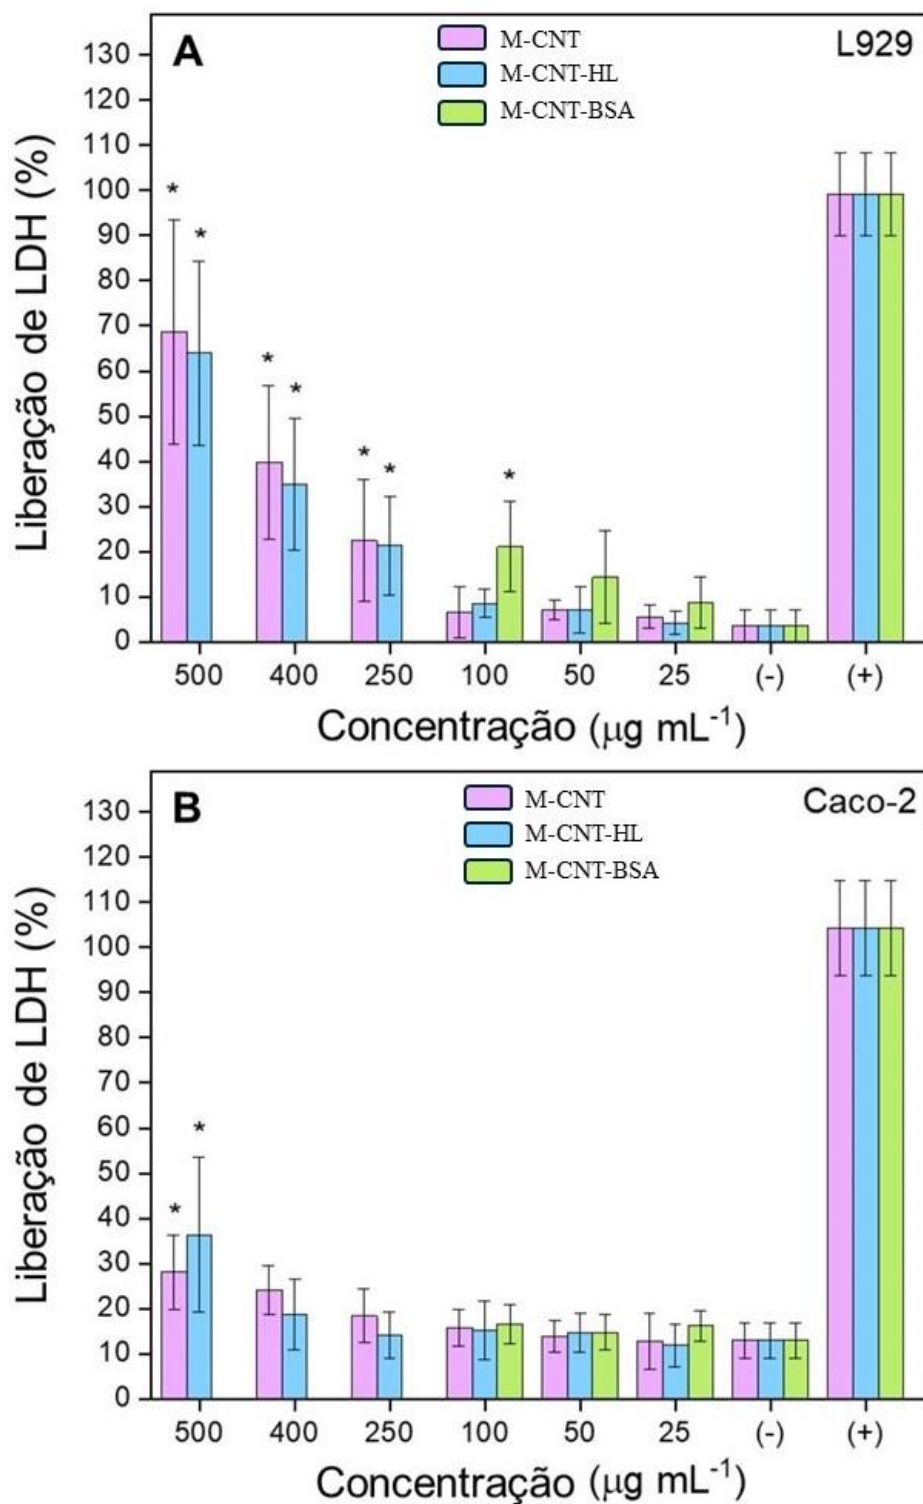 A
L929
M-CNT
M-CNT-HL
M-CNT-BSA
Liberação de LDH (%)
130
120
110
100
90
80
70
60
50
40
30
20
10
0
* * * * * * *
500 400 250 100 50 25 (-) (+)
Concentração (µg mL⁻¹)
B
Caco-2
M-CNT
M-CNT-HL
M-CNT-BSA
Liberação de LDH (%)
130
120
110
100
90
80
70
60
50
40
30
20
10
0
* *
500 400 250 100 50 25 (-) (+)
Concentração (µg mL⁻¹)